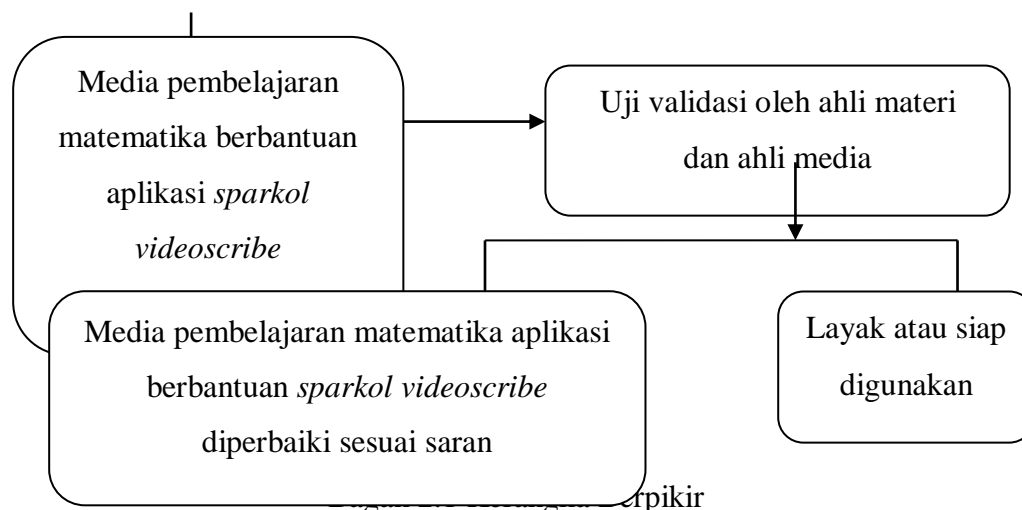 Media pembelajaran
matematika berbantuan
aplikasi sparkol
videoscribe
Uji validasi oleh ahli materi
dan ahli media
Media pembelajaran matematika aplikasi
berbantuan sparkol videoscribe
diperbaiki sesuai saran
Layak atau siap
digunakan
Berpikir